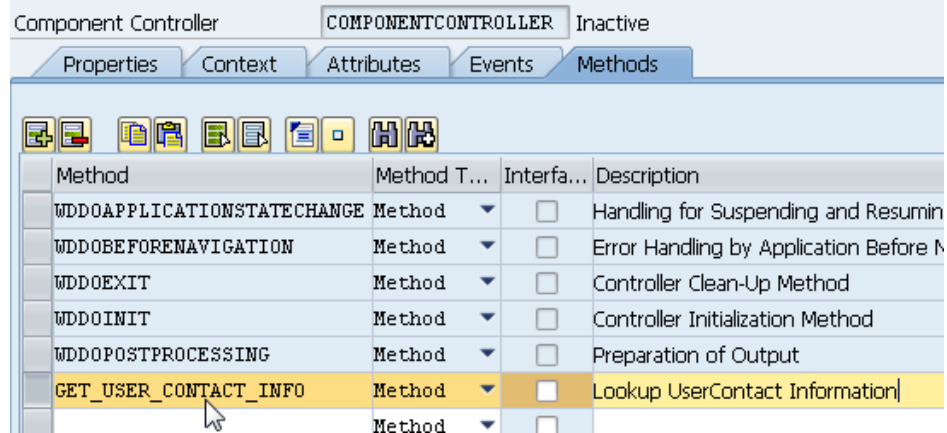 Component Controller COMPONENTCONTROLLER Inactive
Properties Context Attributes Events Methods
Method Method T... Interfa... Description
WDDOAPPLICATIONSTATECHANGE Method Handling for Suspending and Resumin
WDDOBEFORENAVIGATION Method Error Handling by Application Before N
WDDOEXIT Method Controller Clean-Up Method
WDDOINIT Method Controller Initialization Method
WDDOPOSTPROCESSING Method Preparation of Output
GET_USER_CONTACT_INFO Method Lookup UserContact Information
Method